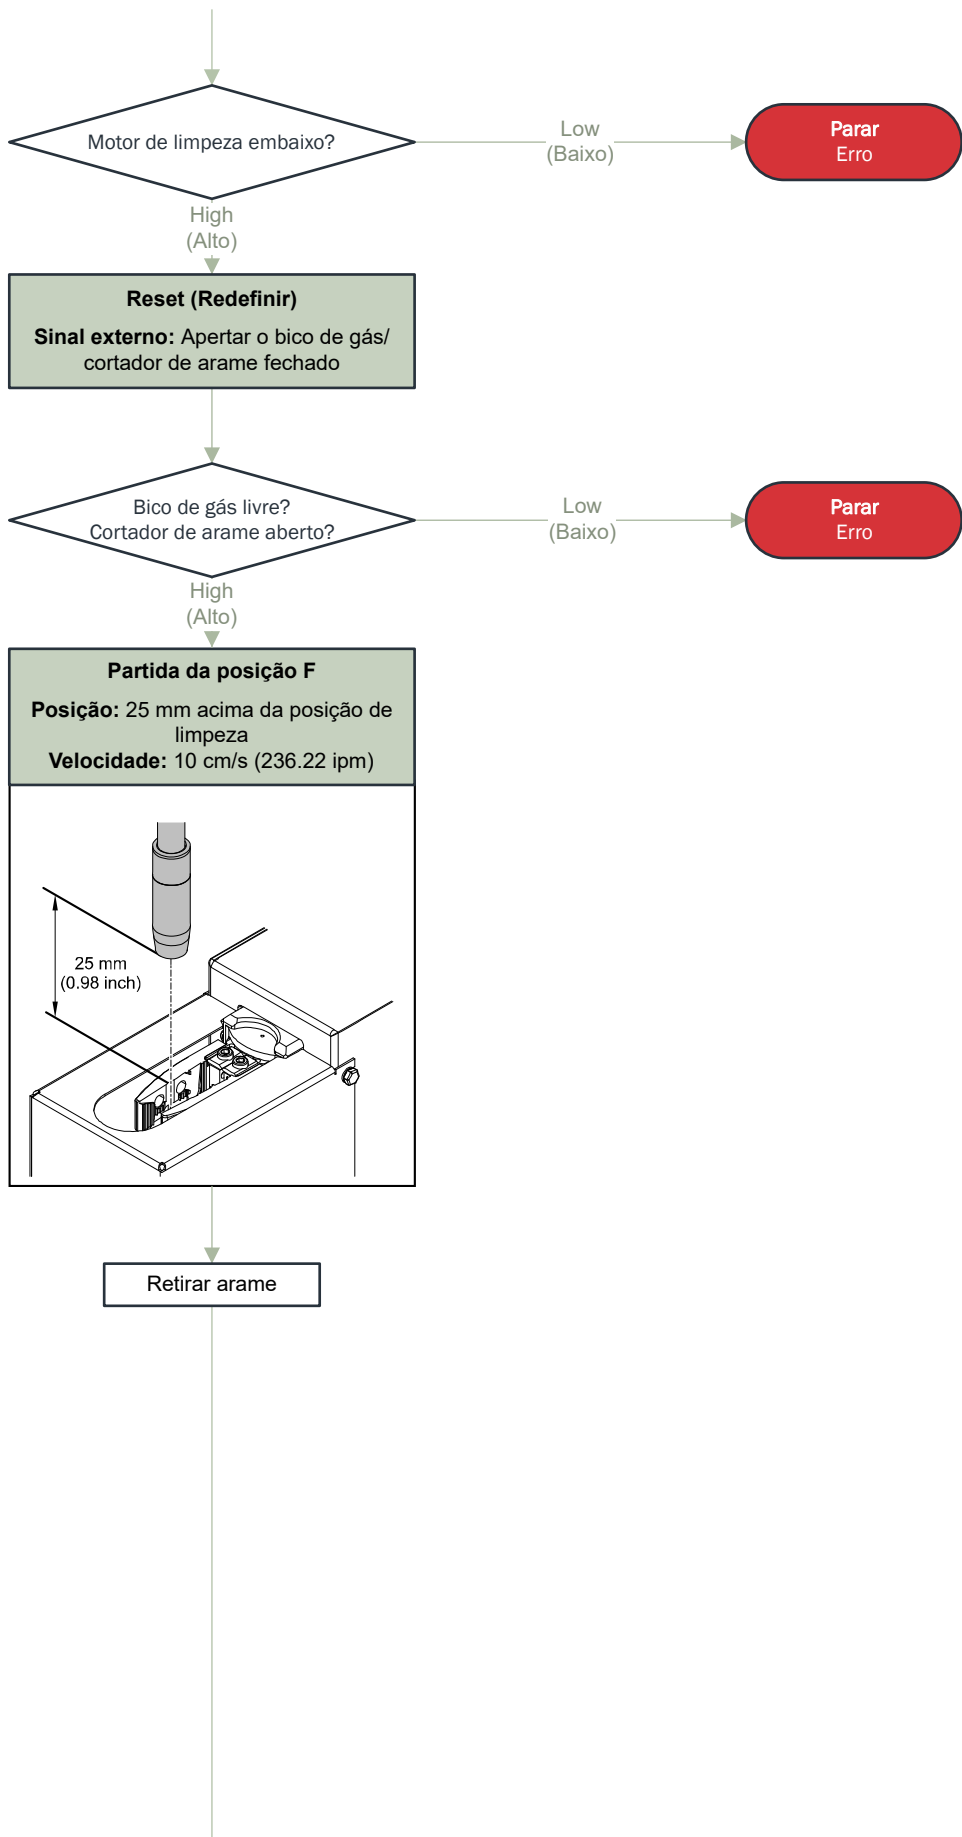 Motor de limpeza embaixo?
Low
(Baixo)
Parar
Erro
High
(Alto)
Reset (Redefinir)
Sinal externo: Apertar o bico de gás/
cortador de arame fechado
Bico de gás livre?
Cortador de arame aberto?
Low
(Baixo)
Parar
Erro
High
(Alto)
Partida da posição F
Posição: 25 mm acima da posição de
limpeza
Velocidade: 10 cm/s (236.22 ipm)
25 mm
(0.98 inch)
Retirar arame